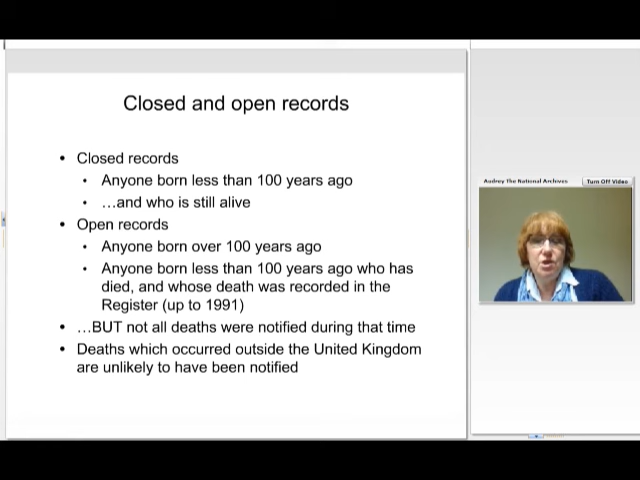 Closed and open records
• Closed records
• Anyone born less than 100 years ago
• …and who is still alive
• Open records
• Anyone born over 100 years ago
• Anyone born less than 100 years ago who has
died, and whose death was recorded in the
Register (up to 1991)
• …BUT not all deaths were notified during that time
• Deaths which occurred outside the United Kingdom
are unlikely to have been notified
Audrey The National Archives
Turn Off Video